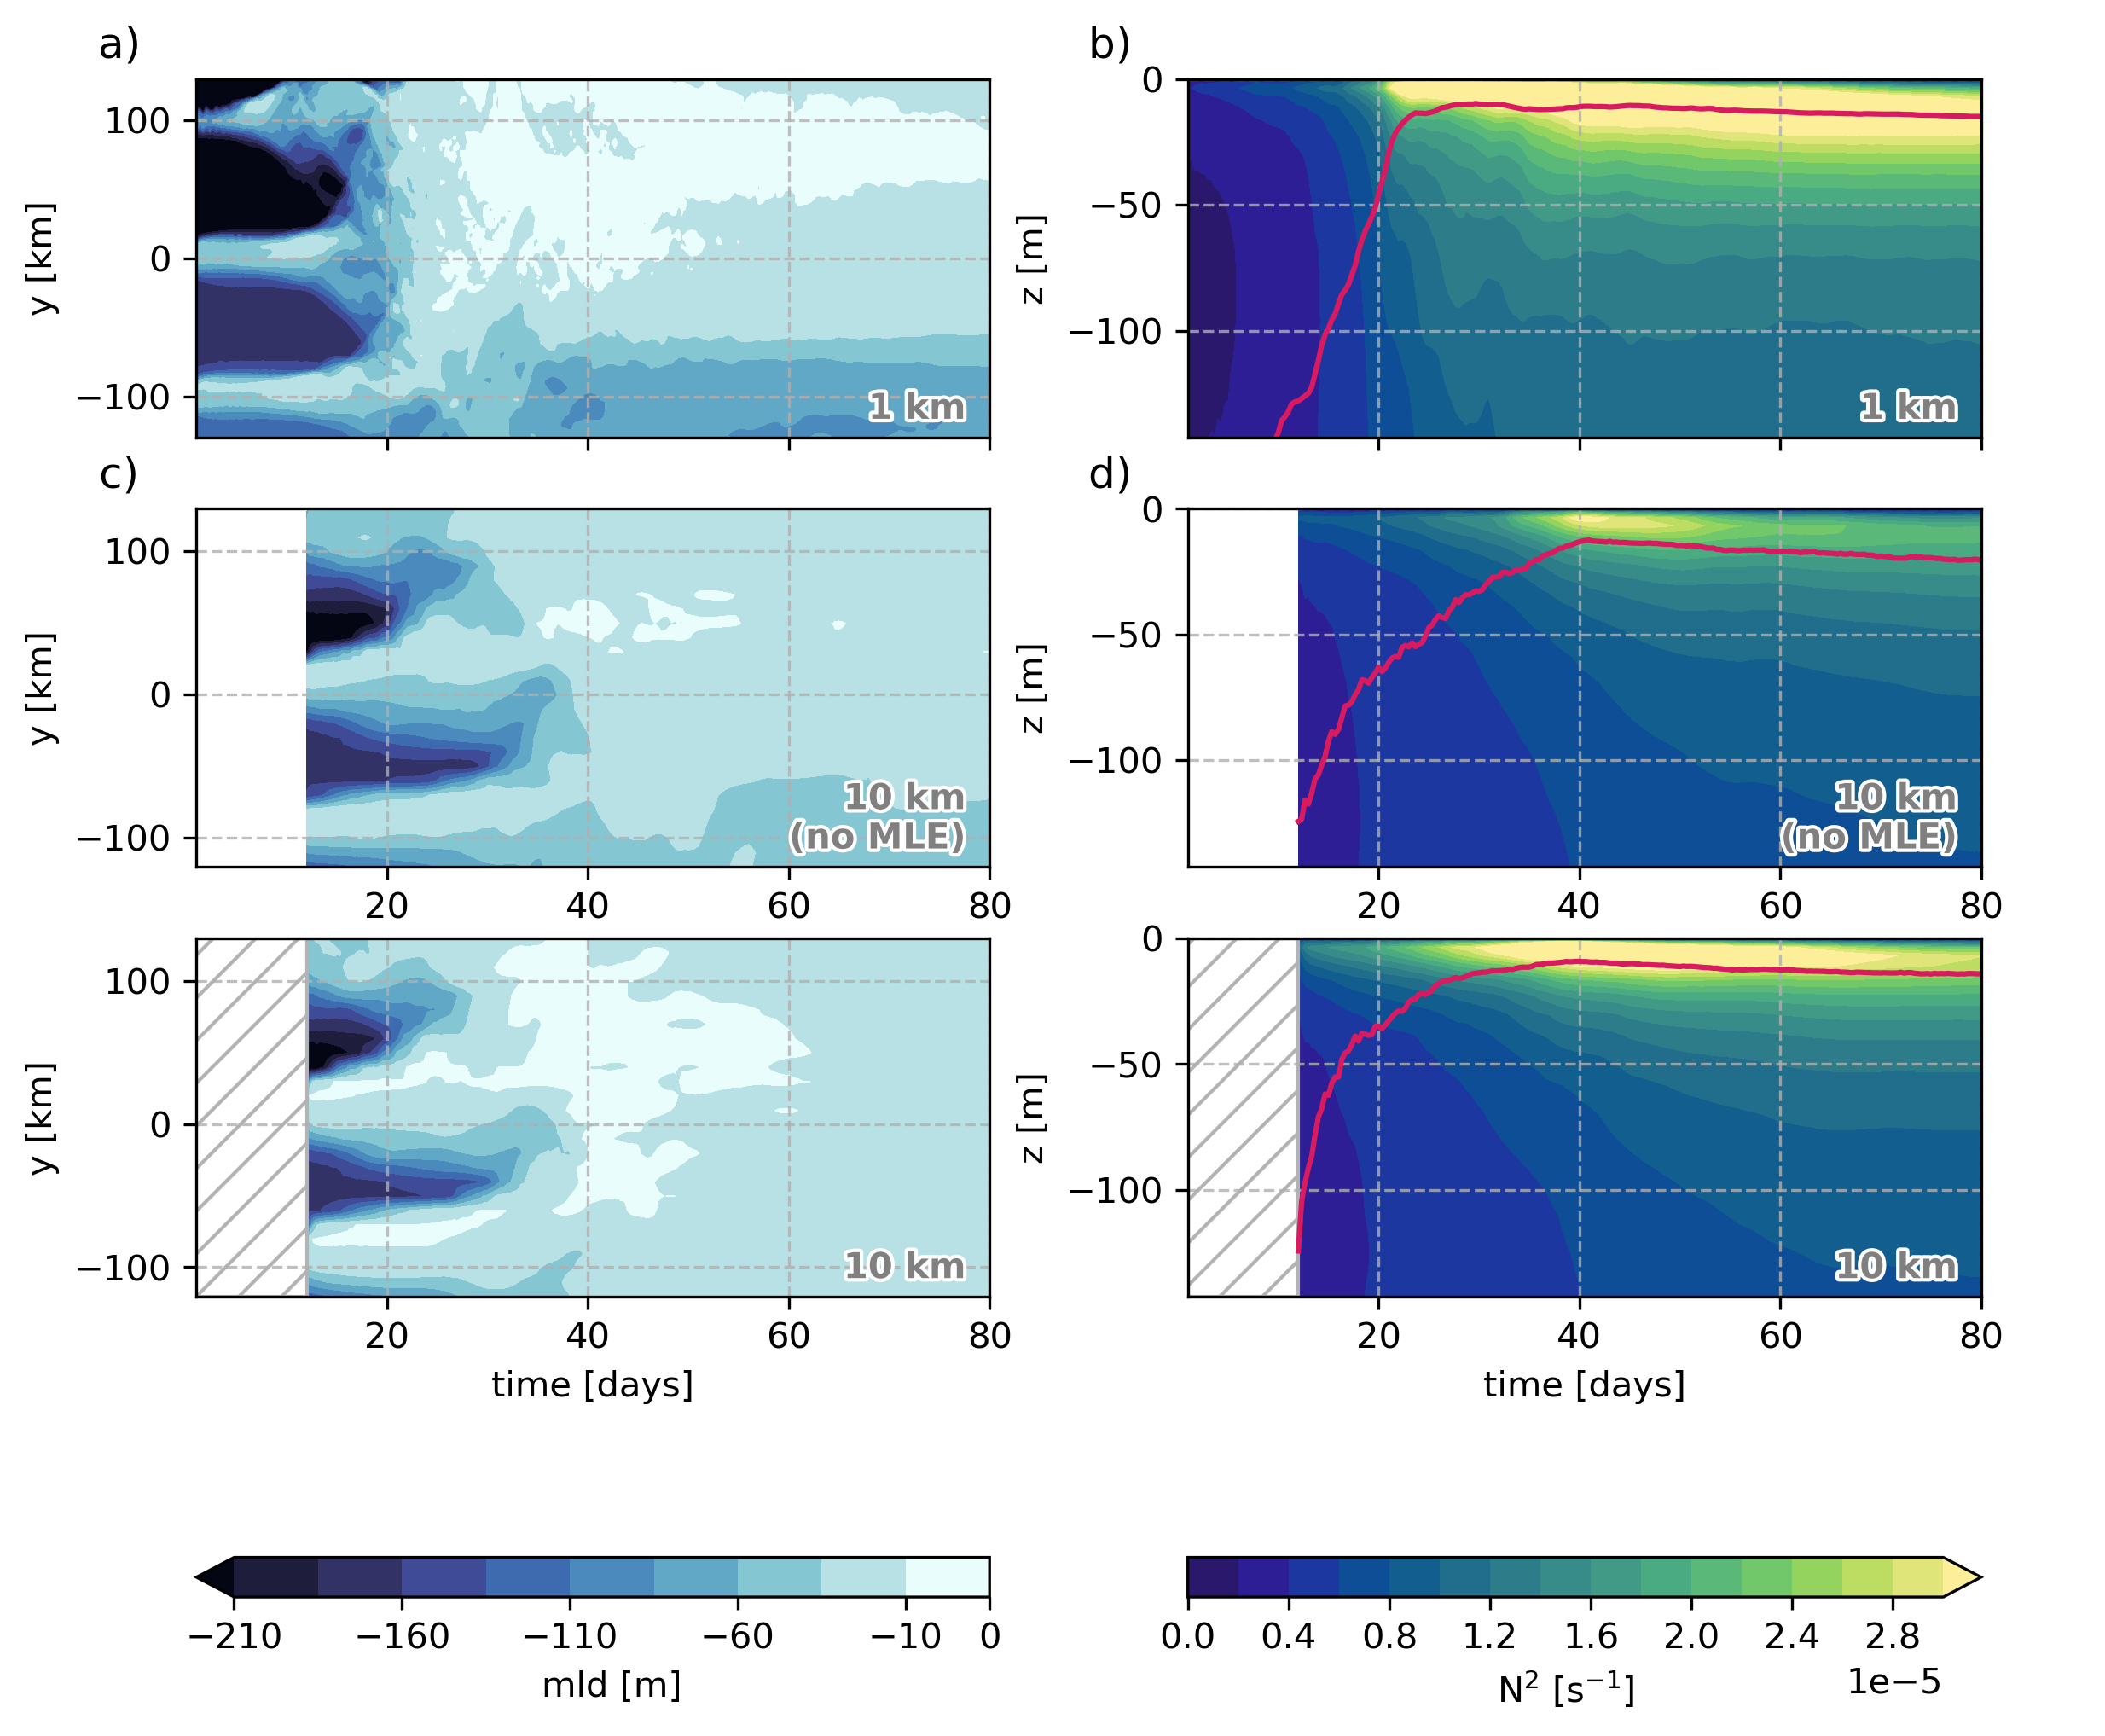 a)
b)
100
0
−100
y [km]
1 km
0
−50
−100
z [m]
1 km
c)
d)
100
0
−100
y [km]
10 km
(no MLE)
20
40
60
80
0
−50
−100
z [m]
10 km
(no MLE)
20
40
60
80
100
0
−100
y [km]
10 km
20
40
60
80
time [days]
0
−50
−100
z [m]
10 km
20
40
60
80
time [days]
−210
−160
−110
−60
−10
0
mld [m]
0.0
0.4
0.8
1.2
1.6
2.0
2.4
2.8
1e−5
N² [s⁻¹]